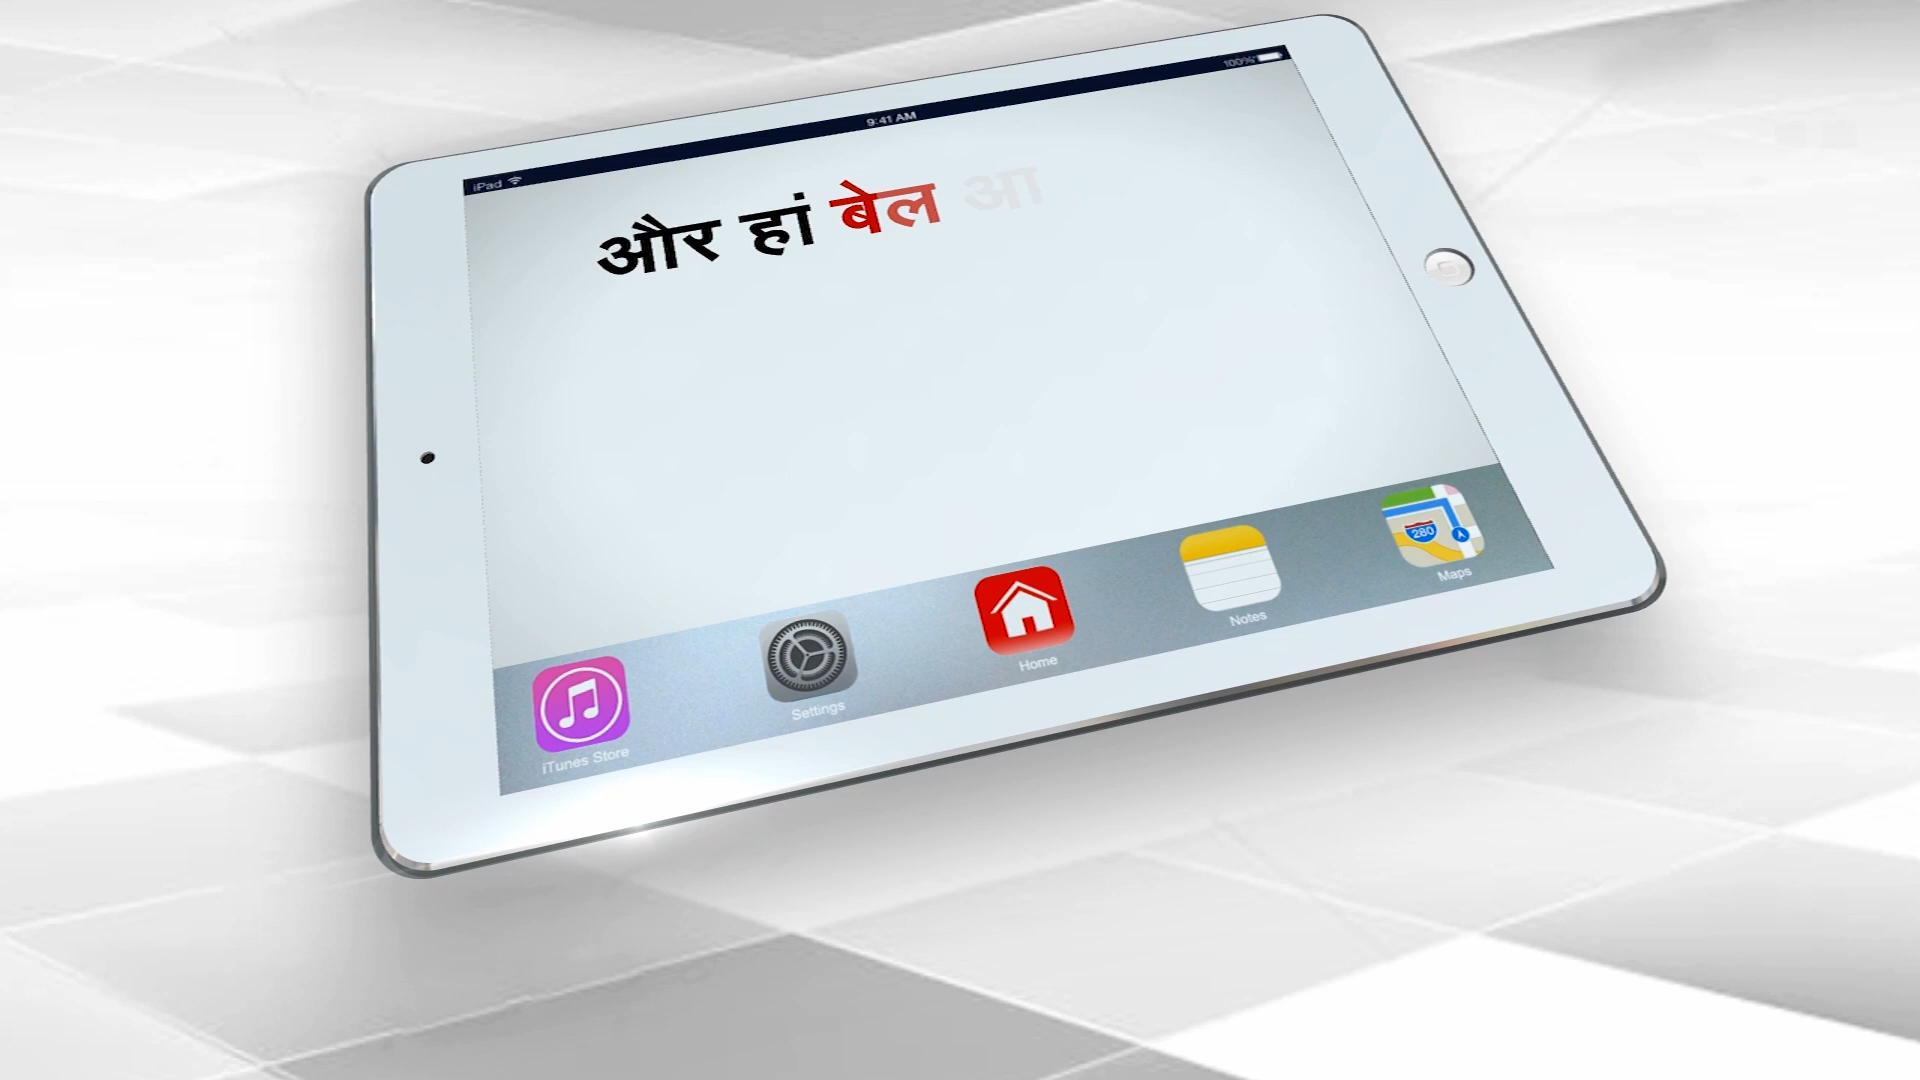 iPad 9:41 AM 100%
और हां बेल आ
280
iTunes Store Settings Home Notes Maps